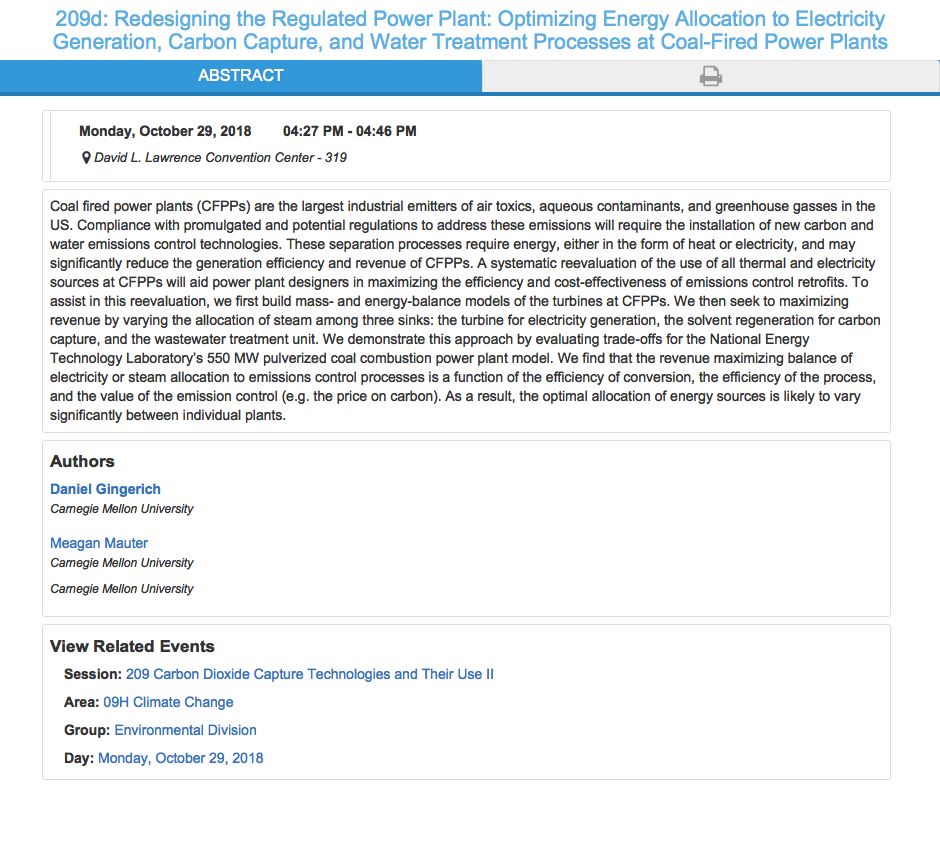 209d: Redesigning the Regulated Power Plant: Optimizing Energy Allocation to Electricity
Generation, Carbon Capture, and Water Treatment Processes at Coal-Fired Power Plants
ABSTRACT
Monday, October 29, 2018 04:27 PM - 04:46 PM
David L. Lawrence Convention Center - 319
Coal fired power plants (CFPPs) are the largest industrial emitters of air toxics, aqueous contaminants, and greenhouse gasses in the
US. Compliance with promulgated and potential regulations to address these emissions will require the installation of new carbon and
water emissions control technologies. These separation processes require energy, either in the form of heat or electricity, and may
significantly reduce the generation efficiency and revenue of CFPPs. A systematic reevaluation of the use of all thermal and electricity
sources at CFPPs will aid power plant designers in maximizing the efficiency and cost-effectiveness of emissions control retrofits. To
assist in this reevaluation, we first build mass- and energy-balance models of the turbines at CFPPs. We then seek to maximizing
revenue by varying the allocation of steam among three sinks: the turbine for electricity generation, the solvent regeneration for carbon
capture, and the wastewater treatment unit. We demonstrate this approach by evaluating trade-offs for the National Energy
Technology Laboratory's 550 MW pulverized coal combustion power plant model. We find that the revenue maximizing balance of
electricity or steam allocation to emissions control processes is a function of the efficiency of conversion, the efficiency of the process,
and the value of the emission control (e.g. the price on carbon). As a result, the optimal allocation of energy sources is likely to vary
significantly between individual plants.
Authors
Daniel Gingerich
Carnegie Mellon University
Meagan Mauter
Carnegie Mellon University
Carnegie Mellon University
View Related Events
Session: 209 Carbon Dioxide Capture Technologies and Their Use II
Area: 09H Climate Change
Group: Environmental Division
Day: Monday, October 29, 2018